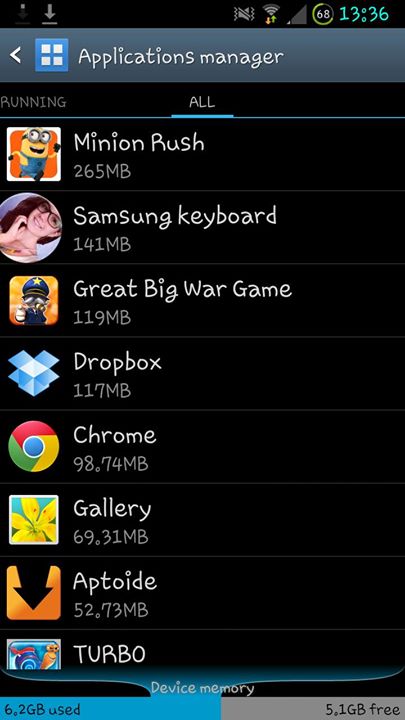 68 13:36
Applications manager
RUNNING ALL
Minion Rush
265MB
Samsung keyboard
141MB
Great Big War Game
119MB
Dropbox
117MB
Chrome
98.74MB
Gallery
69.31MB
Aptoide
52.73MB
TURBO
Device memory
6.2GB used 5.1GB free